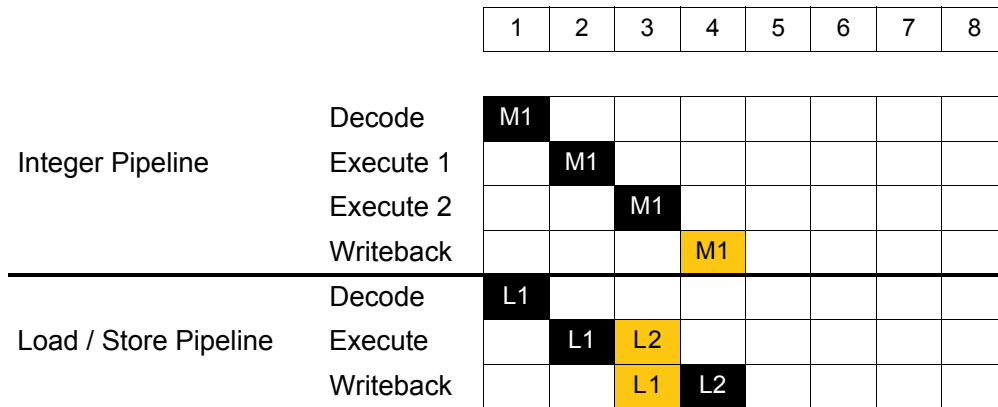 1 2 3 4 5 6 7 8
Decode M1
Integer Pipeline Execute 1 M1
Execute 2 M1
Writeback M1
Decode L1
Load / Store Pipeline Execute L1 L2
Writeback L1 L2